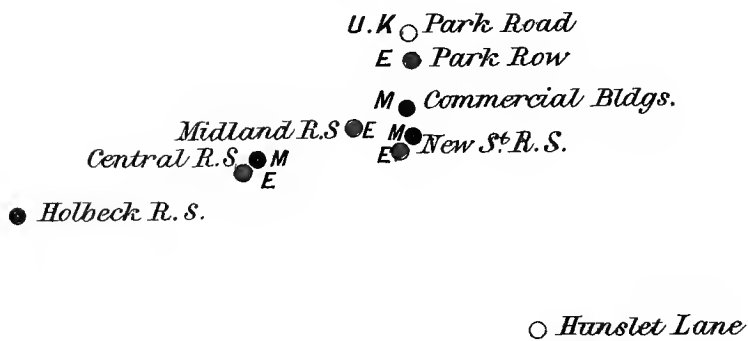 U.K Park Road
E Park Row
M Commercial Bldgs.
Midland R.S E M New St. R.S.
Central R.S. M E
E
Holbeck R.S.
Hunslet Lane